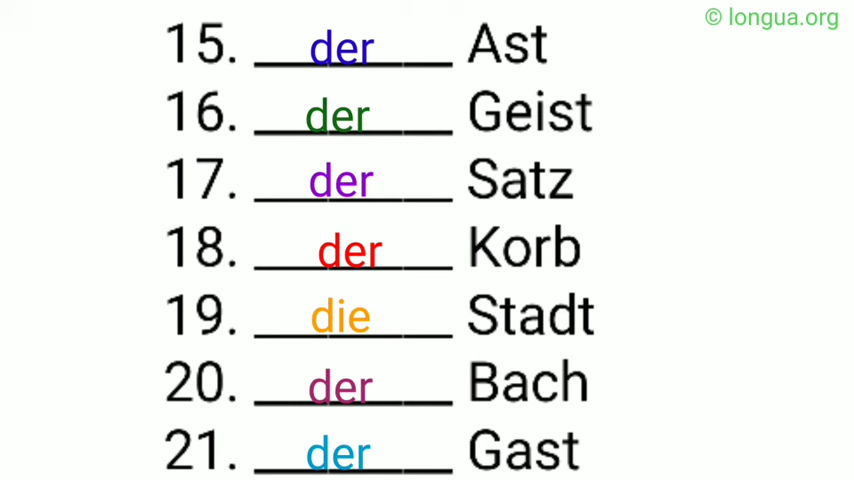 © longua.org
15. der Ast
16. der Geist
17. der Satz
18. der Korb
19. die Stadt
20. der Bach
21. der Gast